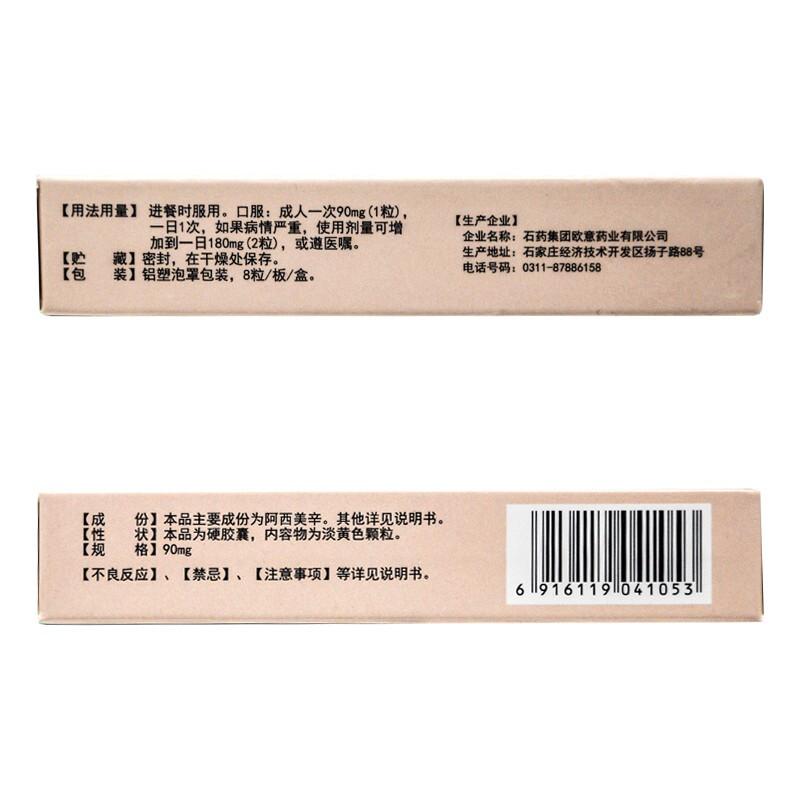 【用法用量】进餐时服用。口服：成人一次90mg(1粒)，
一日1次，如果病情严重，使用剂量可增
加到一日180mg(2粒)，或遵医嘱。
【贮 藏】密封，在干燥处保存。
【包 装】铝塑泡罩包装，8粒/板/盒。
【生产企业】
企业名称：石药集团欧意药业有限公司
生产地址：石家庄经济技术开发区扬子路88号
电话号码：0311-87886158
【成 份】本品主要成份为阿西美辛。其他详见说明书。
【性 状】本品为硬胶囊，内容物为淡黄色颗粒。
【规 格】90mg
【不良反应】、【禁忌】、【注意事项】等详见说明书。
6 916119 041053